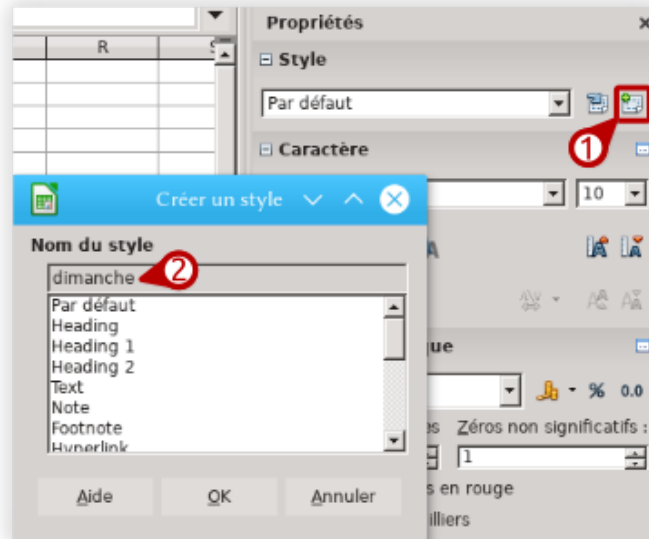 Propriétés
R
Style
Par défaut
1
Caractère
Créer un style
10
Nom du style
dimanche
2
Par défaut
Heading
Heading 1
Heading 2
Text
Note
Footnote
Hyperlink
Aide OK Annuler
que
% 0.0
es Zéros non significatifs :
1
s en rouge
illiers